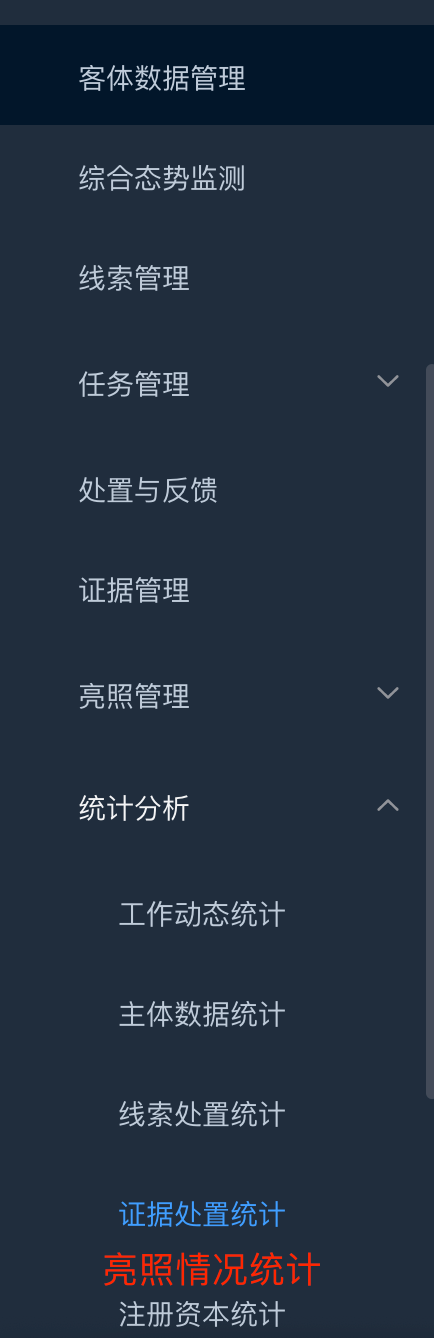 客体数据管理
综合态势监测
线索管理
任务管理
处置与反馈
证据管理
亮照管理
统计分析
工作动态统计
主体数据统计
线索处置统计
证据处置统计
亮照情况统计
注册资本统计